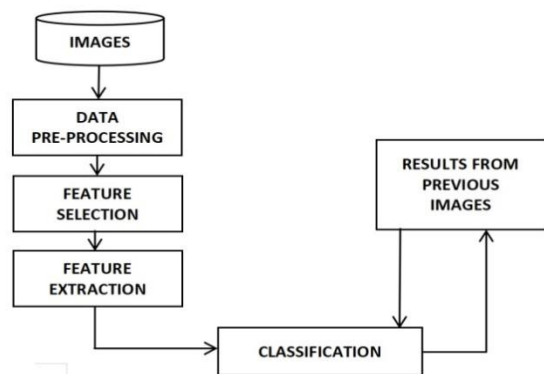 IMAGES
DATA
PRE-PROCESSING
FEATURE
SELECTION
FEATURE
EXTRACTION
RESULTS FROM
PREVIOUS
IMAGES
CLASSIFICATION